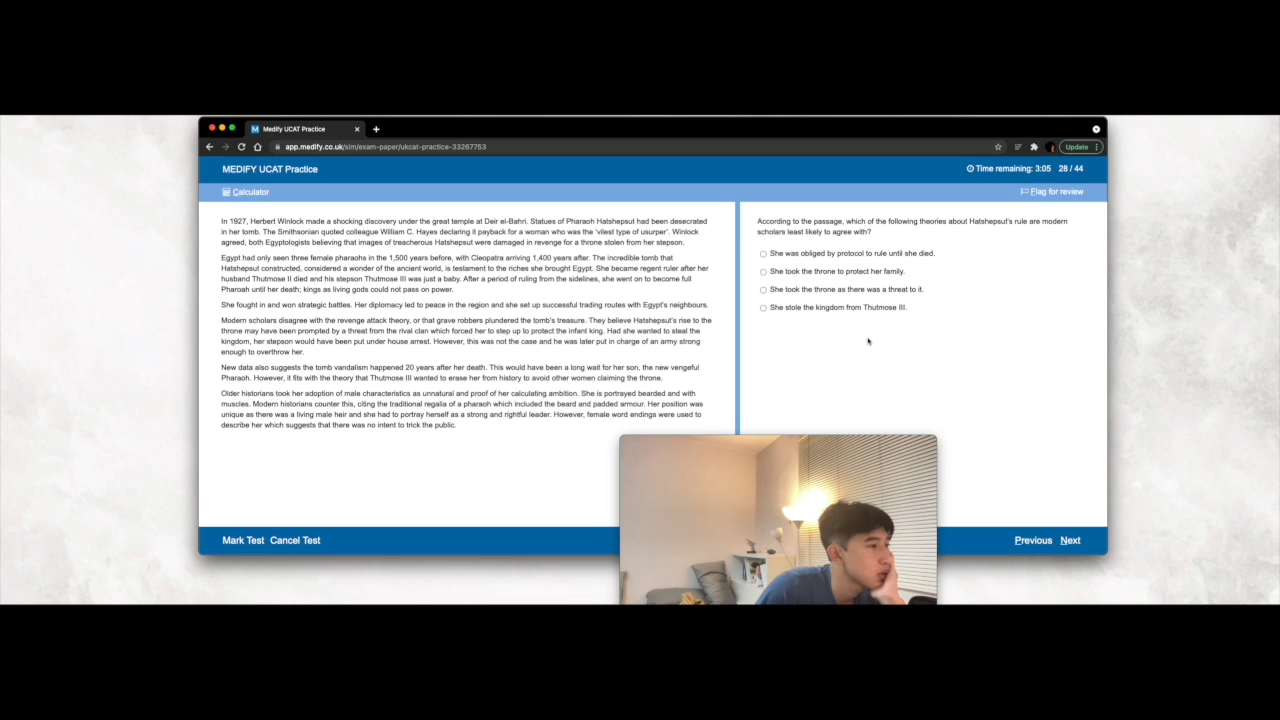 Medify UCAT Practice
Update
app.medify.co.uk/sim/exam-paper/ukcat-practice-33267753
MEDIFY UCAT Practice
Time remaining: 3:05 28 / 44
Calculator
Flag for review
In 1927, Herbert Winlock made a shocking discovery under the great temple at Deir el-Bahri. Statues of Pharaoh Hatshepsut had been desecrated
in her tomb. The Smithsonian quoted colleague William C. Hayes declaring it payback for a woman who was the 'vilest type of usurper'. Winlock
agreed, both Egyptologists believing that images of treacherous Hatshepsut were damaged in revenge for a throne stolen from her stepson.
Egypt had only seen three female pharaohs in the 1,500 years before, with Cleopatra arriving 1,400 years after. The incredible tomb that
Hatshepsut constructed, considered a wonder of the ancient world, is testament to the riches she brought Egypt. She became regent ruler after her
husband Thutmose II died and his stepson Thutmose III was just a baby. After a period of ruling from the sidelines, she went on to become full
Pharoah until her death; kings as living gods could not pass on power.
She fought in and won strategic battles. Her diplomacy led to peace in the region and she set up successful trading routes with Egypt's neighbours.
Modern scholars disagree with the revenge attack theory, or that grave robbers plundered the tomb's treasure. They believe Hatshepsut's rise to the
throne may have been prompted by a threat from the rival clan which forced her to step up to protect the infant king. Had she wanted to steal the
kingdom, her stepson would have been put under house arrest. However, this was not the case and he was later put in charge of an army strong
enough to overthrow her.
New data also suggests the tomb vandalism happened 20 years after her death. This would have been a long wait for her son, the new vengeful
Pharaoh. However, it fits with the theory that Thutmose III wanted to erase her from history to avoid other women claiming the throne.
Older historians took her adoption of male characteristics as unnatural and proof of her calculating ambition. She is portrayed bearded and with
muscles. Modern historians counter this, citing the traditional regalia of a pharaoh which included the beard and padded armour. Her position was
unique as there was a living male heir and she had to portray herself as a strong and rightful leader. However, female word endings were used to
describe her which suggests that there was no intent to trick the public.
According to the passage, which of the following theories about Hatshepsut's rule are modern
scholars least likely to agree with?
She was obliged by protocol to rule until she died.
She took the throne to protect her family.
She took the throne as there was a threat to it.
She stole the kingdom from Thutmose III.
Mark Test Cancel Test
Previous Next